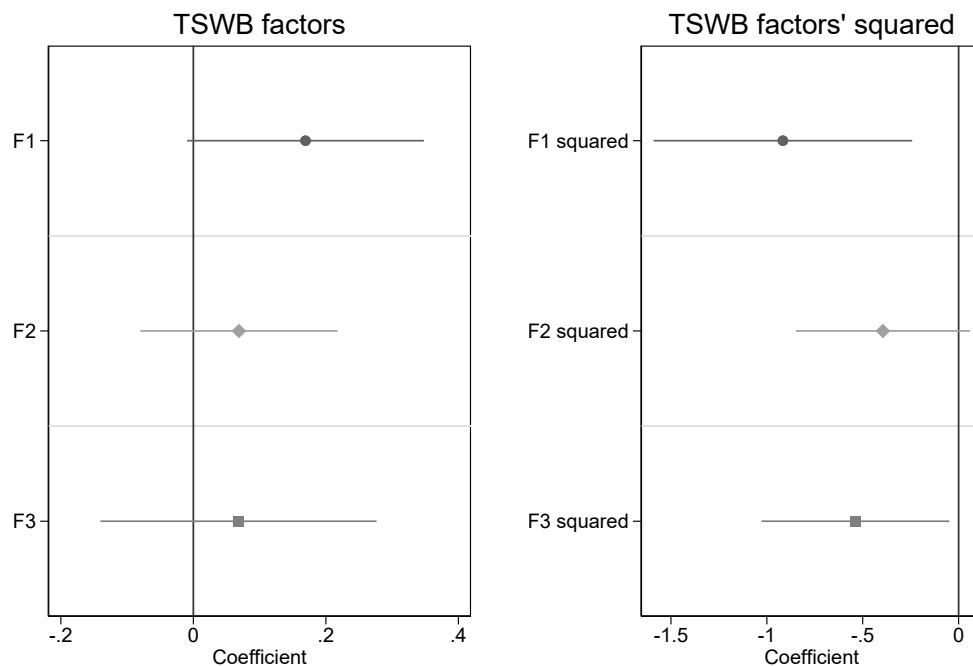 TSWB factors
F1
F2
F3
-.2 0 .2 .4
Coefficient
TSWB factors' squared
F1 squared
F2 squared
F3 squared
-1.5 -1 -.5 0
Coefficient